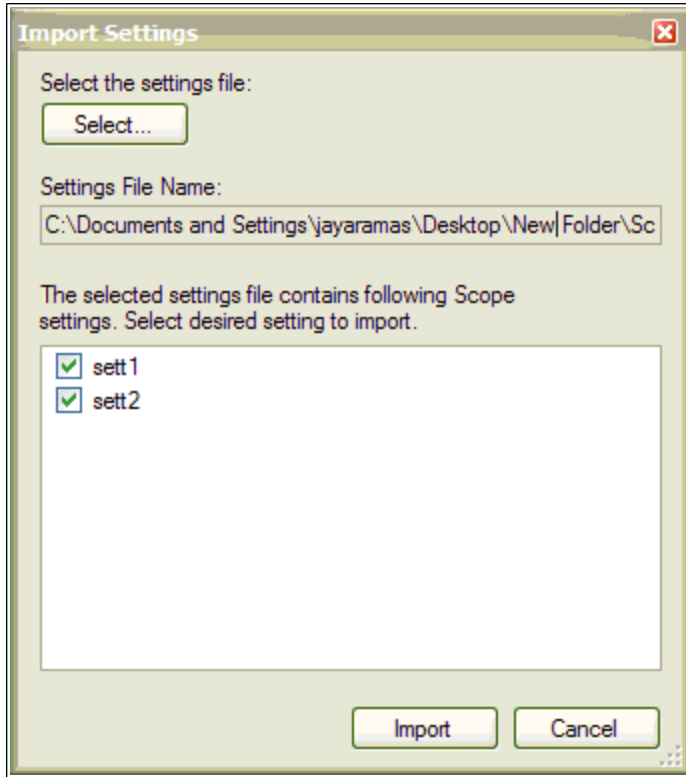 Import Settings
Select the settings file:
Select...
Settings File Name:
C:\Documents and Settings\jayaramas\Desktop\New Folder\Sc
The selected settings file contains following Scope
settings. Select desired setting to import.
sett1
sett2
Import
Cancel